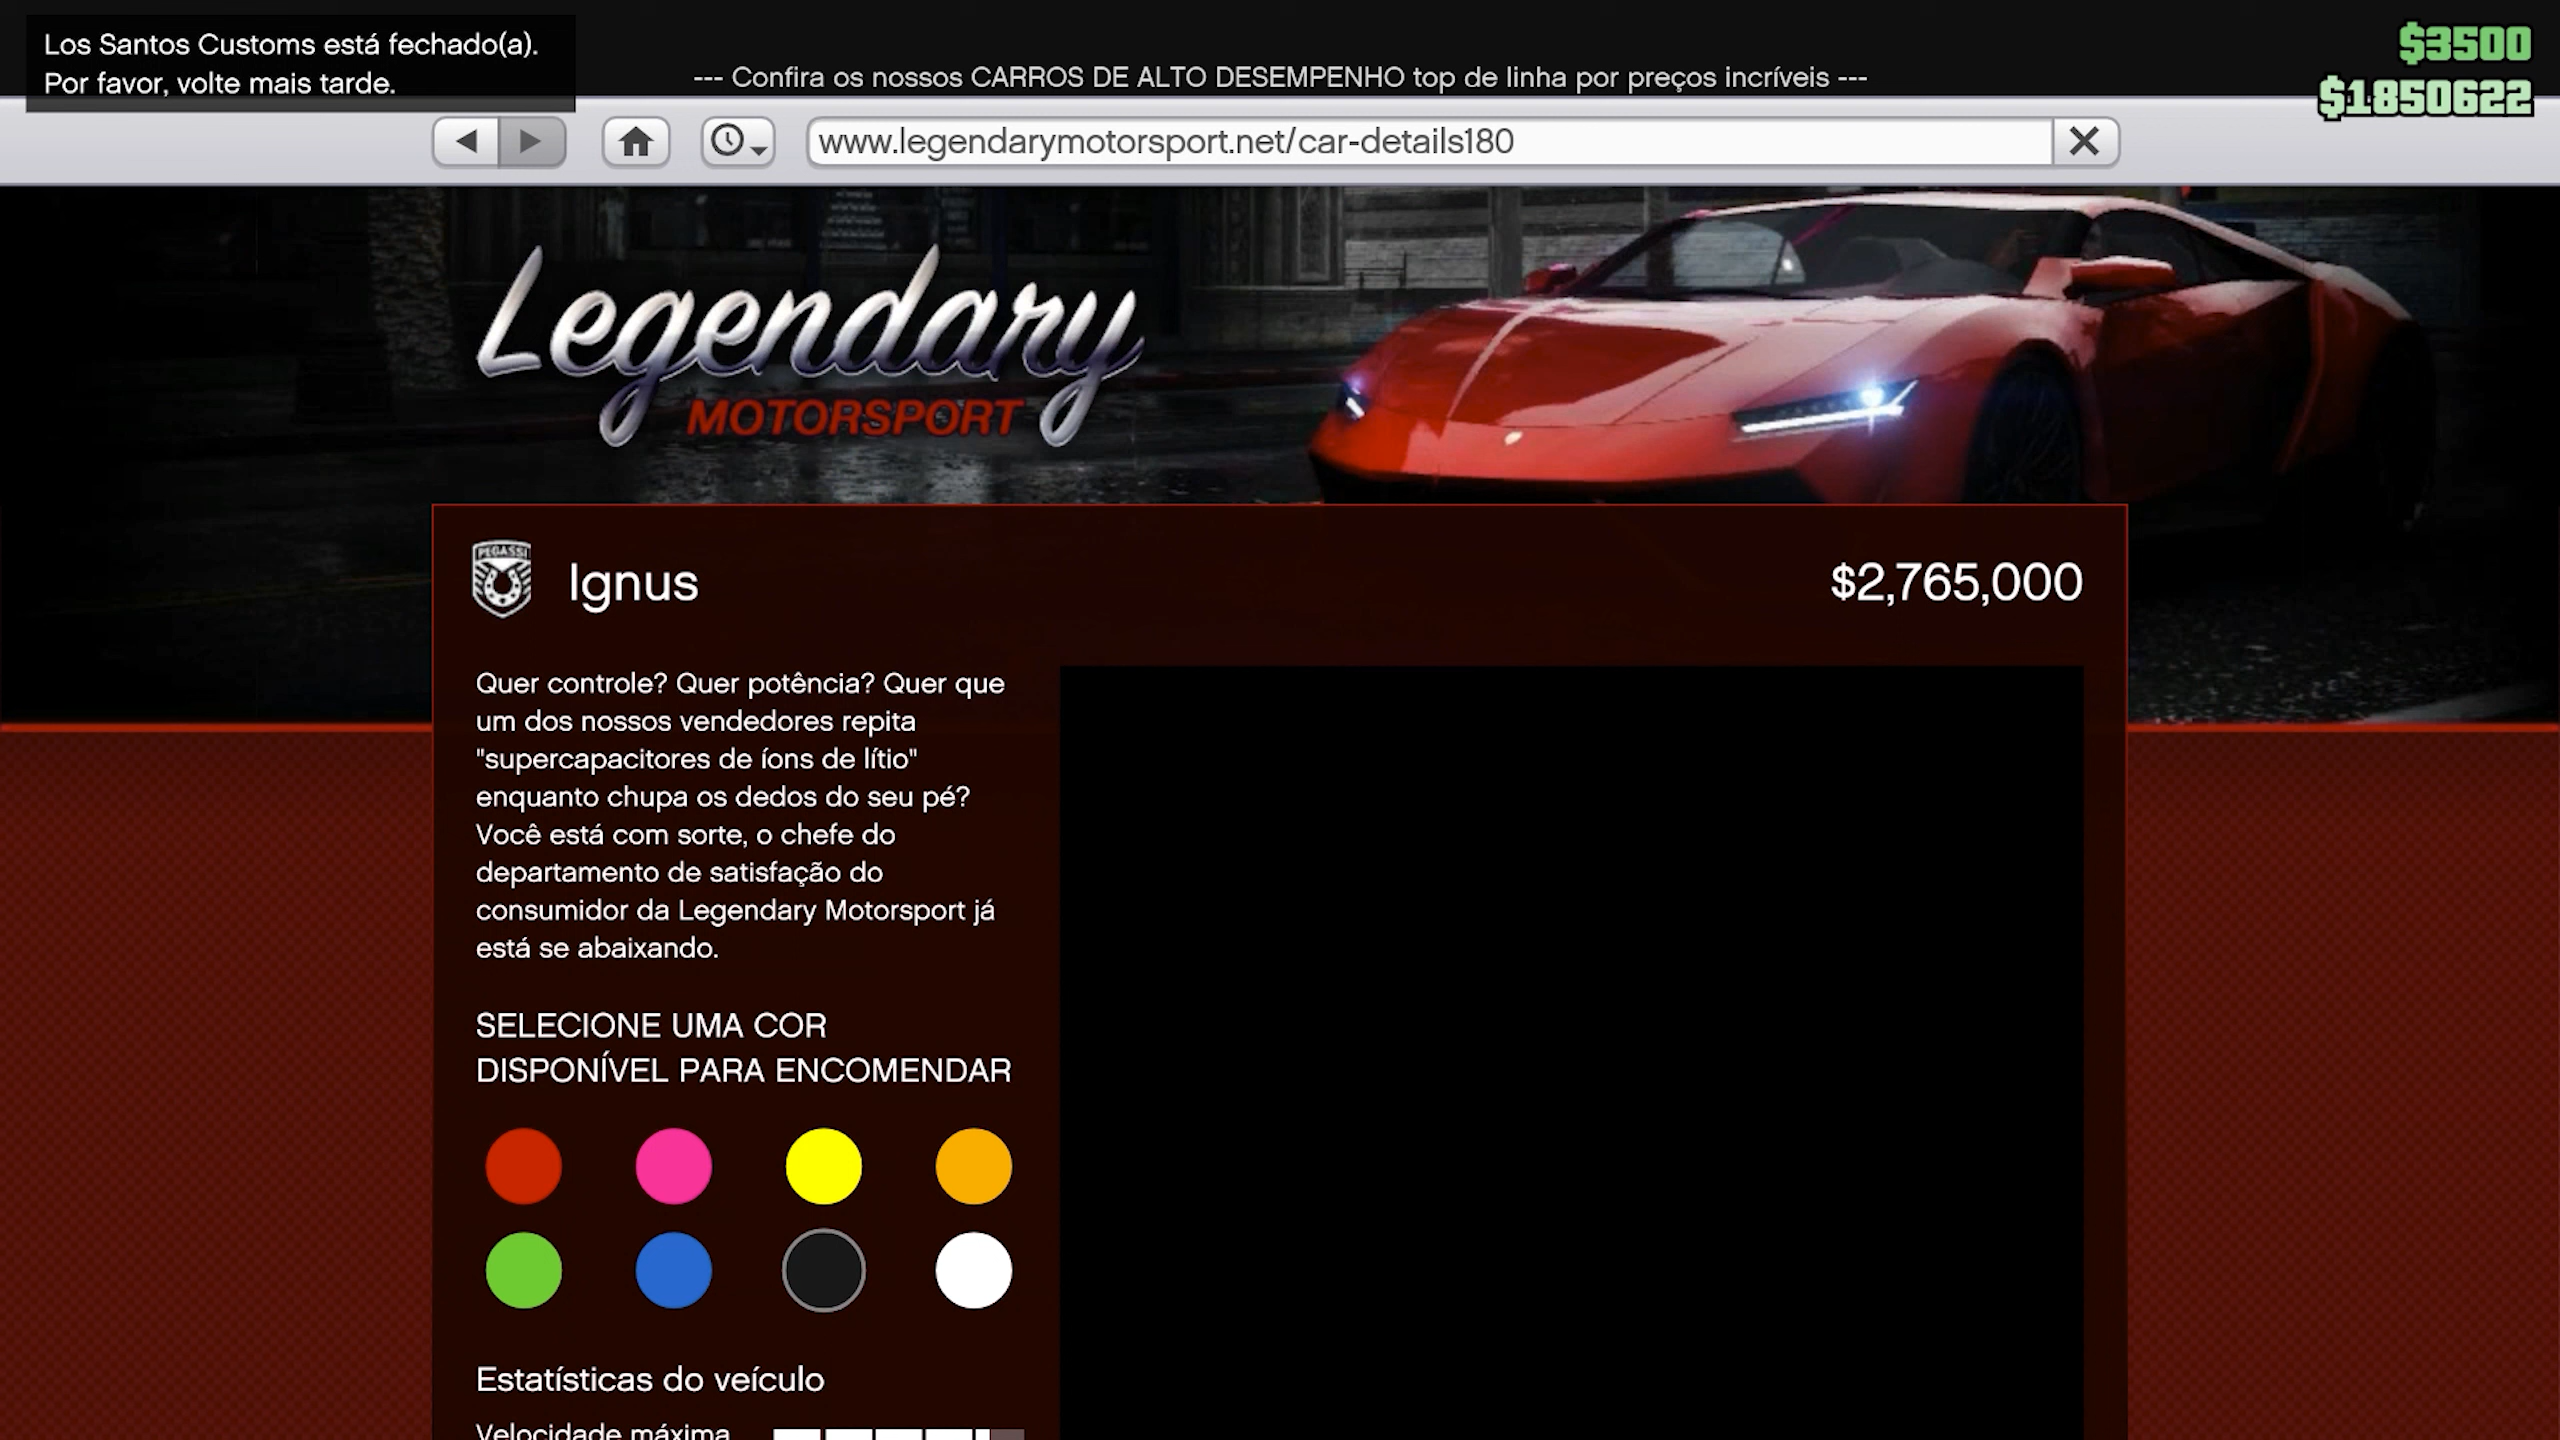 Los Santos Customs está fechado(a).
Por favor, volte mais tarde.
--- Confira os nossos CARROS DE ALTO DESEMPENHO top de linha por preços incríveis ---
$3500
$1850622
www.legendarymotorsport.net/car-details180
Legendary
MOTORSPORT
PEGASSI
Ignus
$2,765,000
Quer controle? Quer potência? Quer que
um dos nossos vendedores repita
"supercapacitores de íons de lítio"
enquanto chupa os dedos do seu pé?
Você está com sorte, o chefe do
departamento de satisfação do
consumidor da Legendary Motorsport já
está se abaixando.
SELECIONE UMA COR
DISPONÍVEL PARA ENCOMENDAR
Estatísticas do veículo
Velocidade máxima